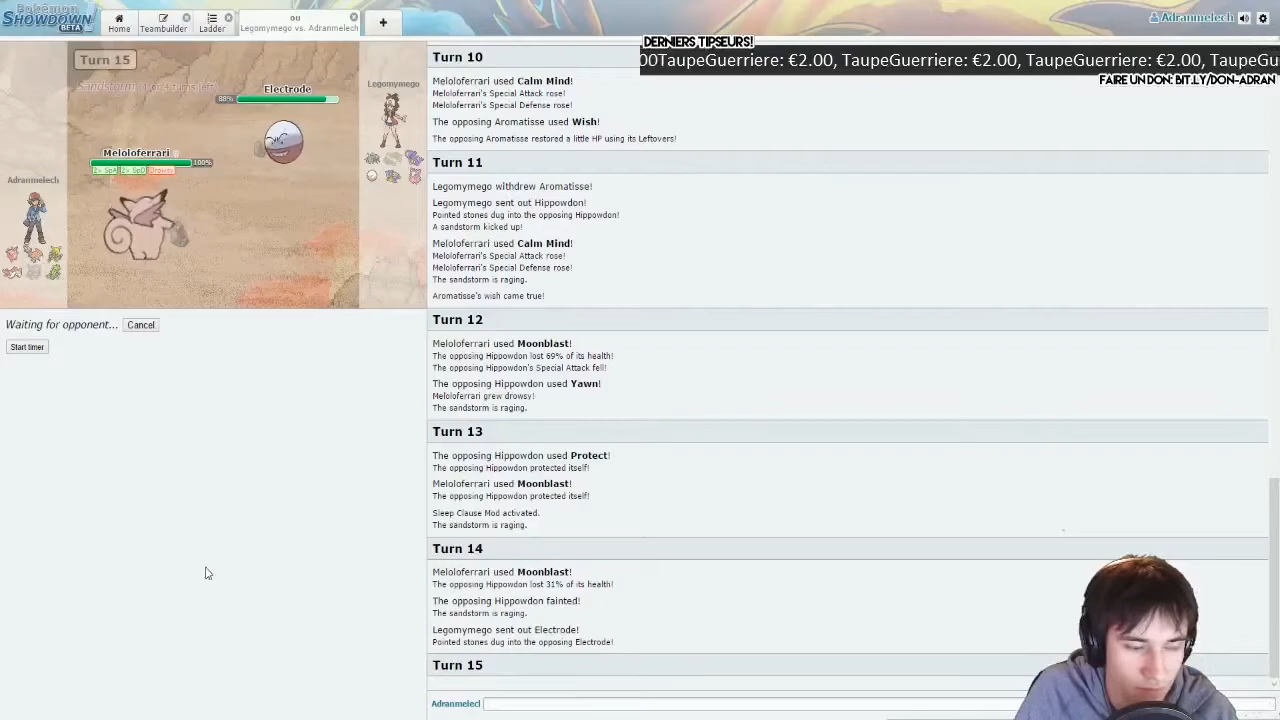 Pokémon
Showdown
BETA
Home
Teambuilder
Ladder
ou
Legomymego vs. Adranmelech
+
Adranmelech
DERNIERS TIPSEURS!
00TaupeGuerriere: €2.00, TaupeGuerriere: €2.00, TaupeGuerriere: €2.00, TaupeG
FAIRE UN DON: BIT.LY/DON-ADRAN
Turn 15
Electrode
88%
Legomymego
Meloloferrari
100%
2x SpA 2x SpD Drowsy
Adranmelech
Waiting for opponent... Cancel
Start timer
Turn 10
Meloloferrari used Calm Mind!
Meloloferrari's Special Attack rose!
Meloloferrari's Special Defense rose!
The opposing Aromatisse used Wish!
The opposing Aromatisse restored a little HP using its Leftovers!
Turn 11
Legomymego withdrew Aromatisse!
Legomymego sent out Hippowdon!
Pointed stones dug into the opposing Hippowdon!
A sandstorm kicked up!
Meloloferrari used Calm Mind!
Meloloferrari's Special Attack rose!
Meloloferrari's Special Defense rose!
The sandstorm is raging.
Aromatisse's wish came true!
Turn 12
Meloloferrari used Moonblast!
The opposing Hippowdon lost 69% of its health!
The opposing Hippowdon's Special Attack fell!
The opposing Hippowdon used Yawn!
Meloloferrari grew drowsy!
The sandstorm is raging.
Turn 13
The opposing Hippowdon used Protect!
The opposing Hippowdon protected itself!
Meloloferrari used Moonblast!
The opposing Hippowdon protected itself!
Sleep Clause Mod activated.
The sandstorm is raging.
Turn 14
Meloloferrari used Moonblast!
The opposing Hippowdon lost 31% of its health!
The opposing Hippowdon fainted!
The sandstorm is raging.
Legomymego sent out Electrode!
Pointed stones dug into the opposing Electrode!
Turn 15
Adranmelecl